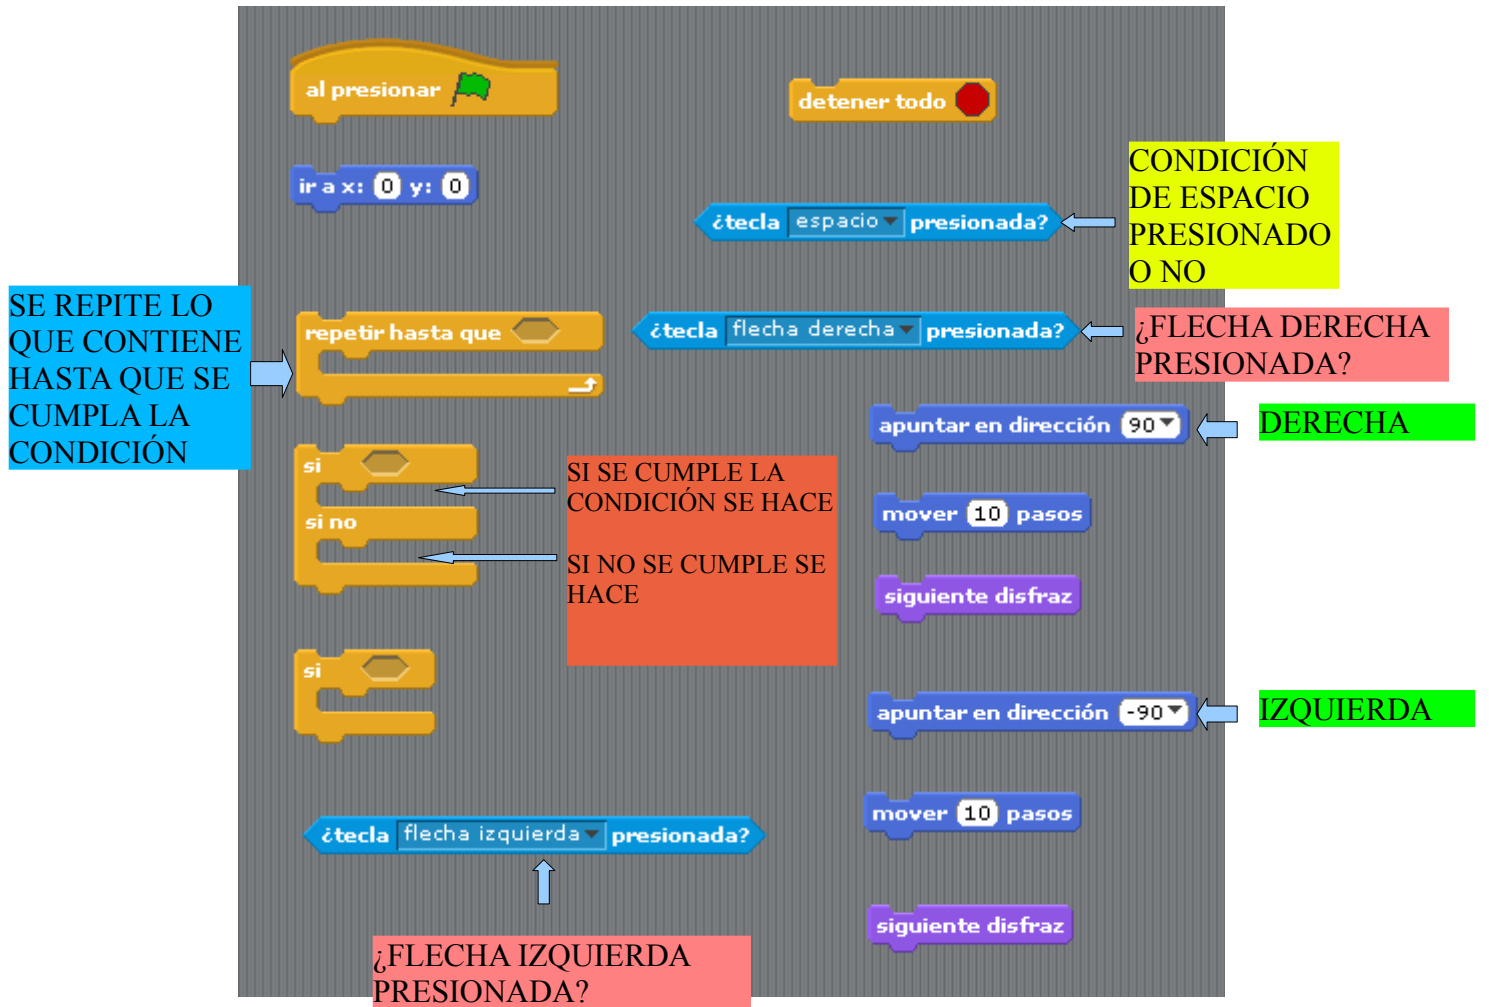 al presionar
detener todo
ir a x: 0 y: 0
CONDICIÓN
DE ESPACIO
PRESIONADO
O NO
¿tecla espacio presionada?
SE REPITE LO
QUE CONTIENE
HASTA QUE SE
CUMPLA LA
CONDICIÓN
repetir hasta que
¿tecla flecha derecha presionada?
¿FLECHA DERECHA
PRESIONADA?
apuntar en dirección 90
DERECHA
si
si no
SI SE CUMPLE LA
CONDICIÓN SE HACE
SI NO SE CUMPLE SE
HACE
mover 10 pasos
siguiente disfraz
si
apuntar en dirección -90
IZQUIERDA
mover 10 pasos
¿tecla flecha izquierda presionada?
siguiente disfraz
¿FLECHA IZQUIERDA
PRESIONADA?